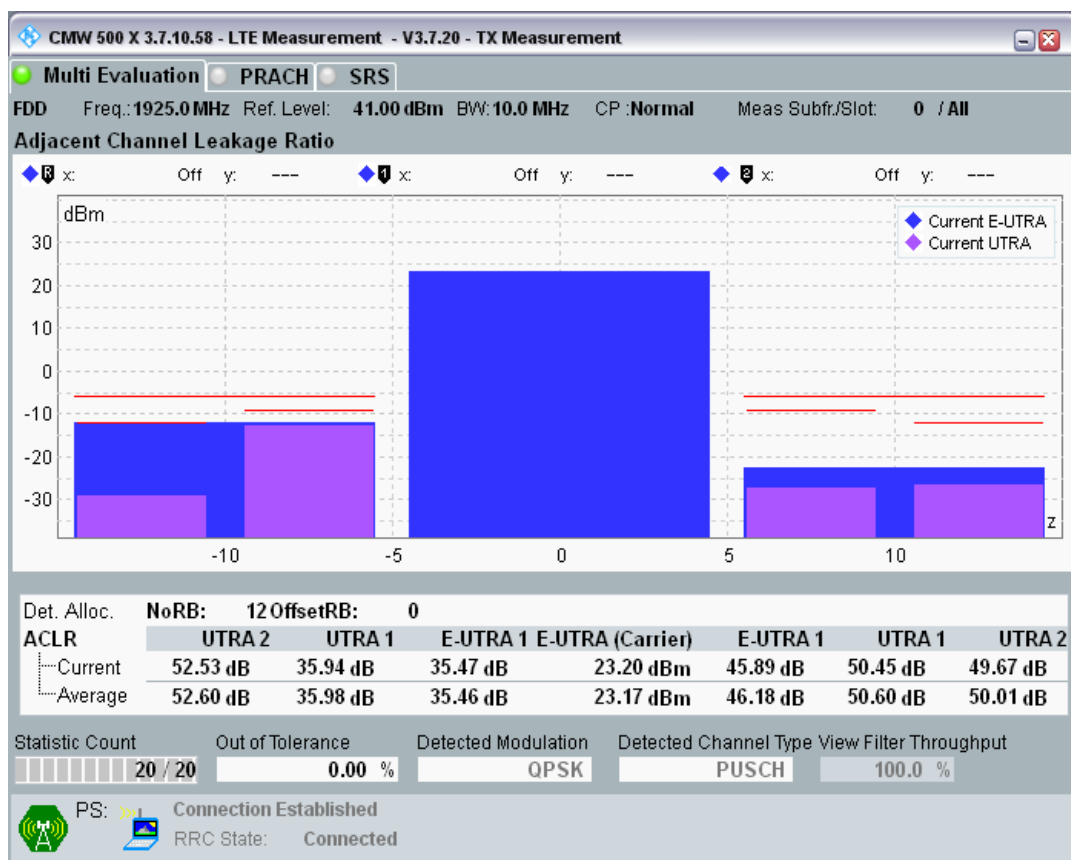 CMW 500 X 3.7.10.58 - LTE Measurement - V3.7.20 - TX Measurement
Multi Evaluation PRACH SRS
FDD Freq.: 1925.0 MHz Ref. Level: 41.00 dBm BW: 10.0 MHz CP :Normal Meas Subfr./Slot: 0 / All
Adjacent Channel Leakage Ratio
R x: Off y: --- 1 x: Off y: --- 2 x: Off y: ---
dBm
Current E-UTRA
Current UTRA
30
20
10
0
-10
-20
-30
z
-10 -5 0 5 10
Det. Alloc. NoRB: 12 OffsetRB: 0
ACLR UTRA 2 UTRA 1 E-UTRA 1 E-UTRA (Carrier) E-UTRA 1 UTRA 1 UTRA 2
Current 52.53 dB 35.94 dB 35.47 dB 23.20 dBm 45.89 dB 50.45 dB 49.67 dB
Average 52.60 dB 35.98 dB 35.46 dB 23.17 dBm 46.18 dB 50.60 dB 50.01 dB
Statistic Count Out of Tolerance Detected Modulation Detected Channel Type View Filter Throughput
20 / 20 0.00 % QPSK PUSCH 100.0 %
PS: Connection Established
RRC State: Connected